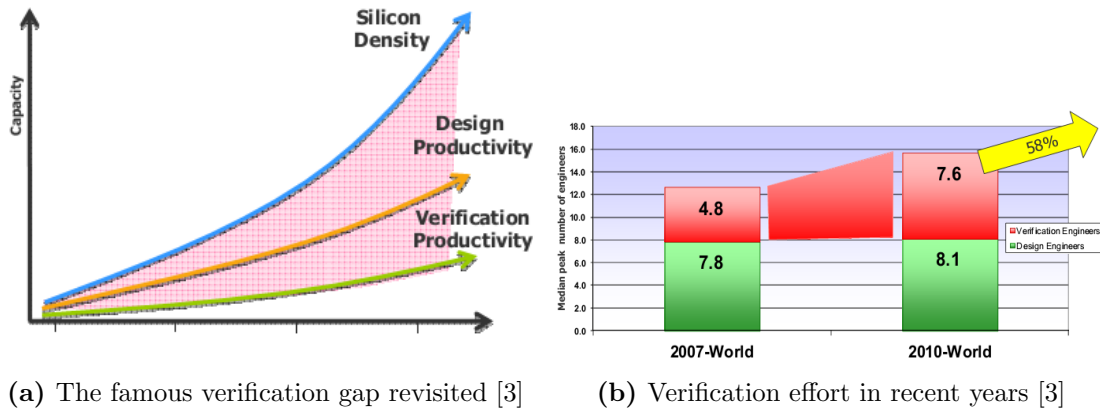 Silicon
Density
Capacity
Design
Productivity
Verification
Productivity
(a) The famous verification gap revisited [3]
58%
Median peak number of engineers
18.0
16.0
14.0
12.0
10.0
8.0
6.0
4.0
2.0
0.0
4.8
7.8
7.6
8.1
Verification Engineers
Design Engineers
2007-World
2010-World
(b) Verification effort in recent years [3]